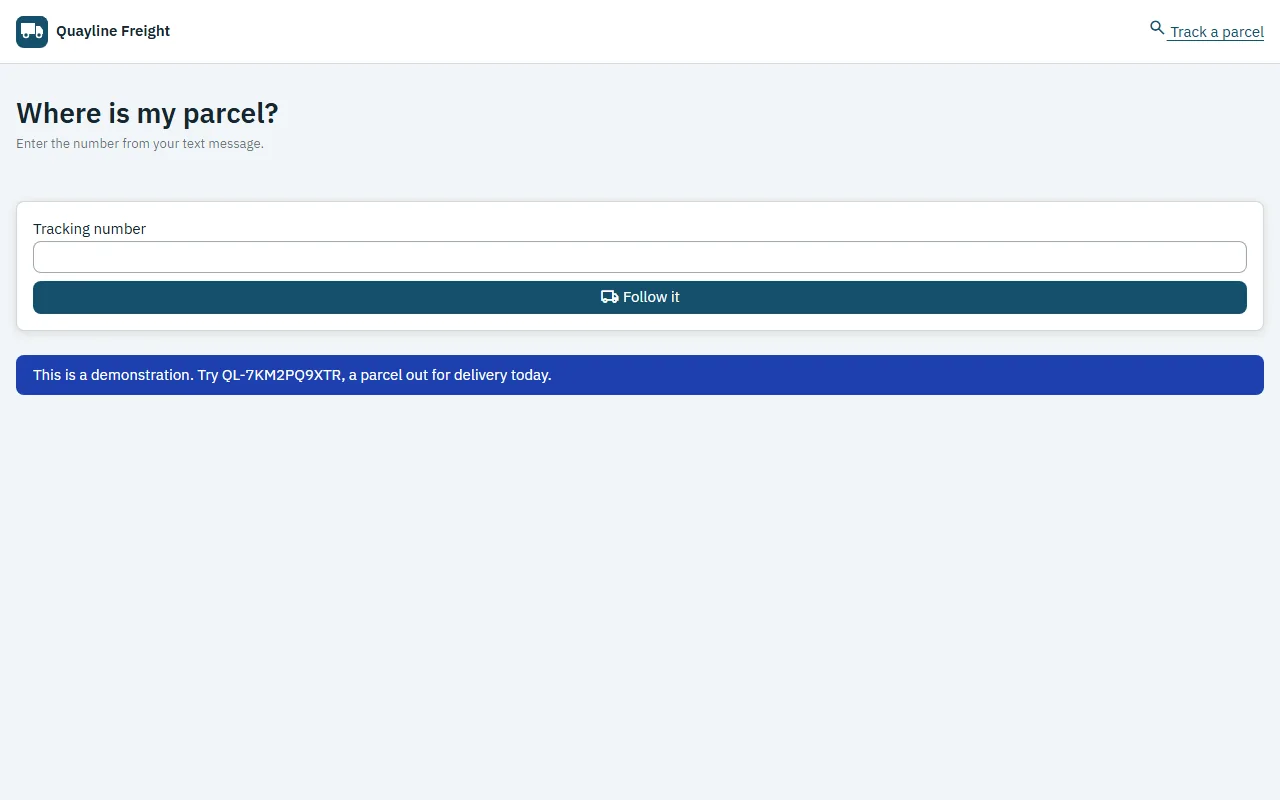 Quayline Freight
Track a parcel
Where is my parcel?
Enter the number from your text message.
Tracking number
Follow it
This is a demonstration. Try QL-7KM2PQ9XTR, a parcel out for delivery today.